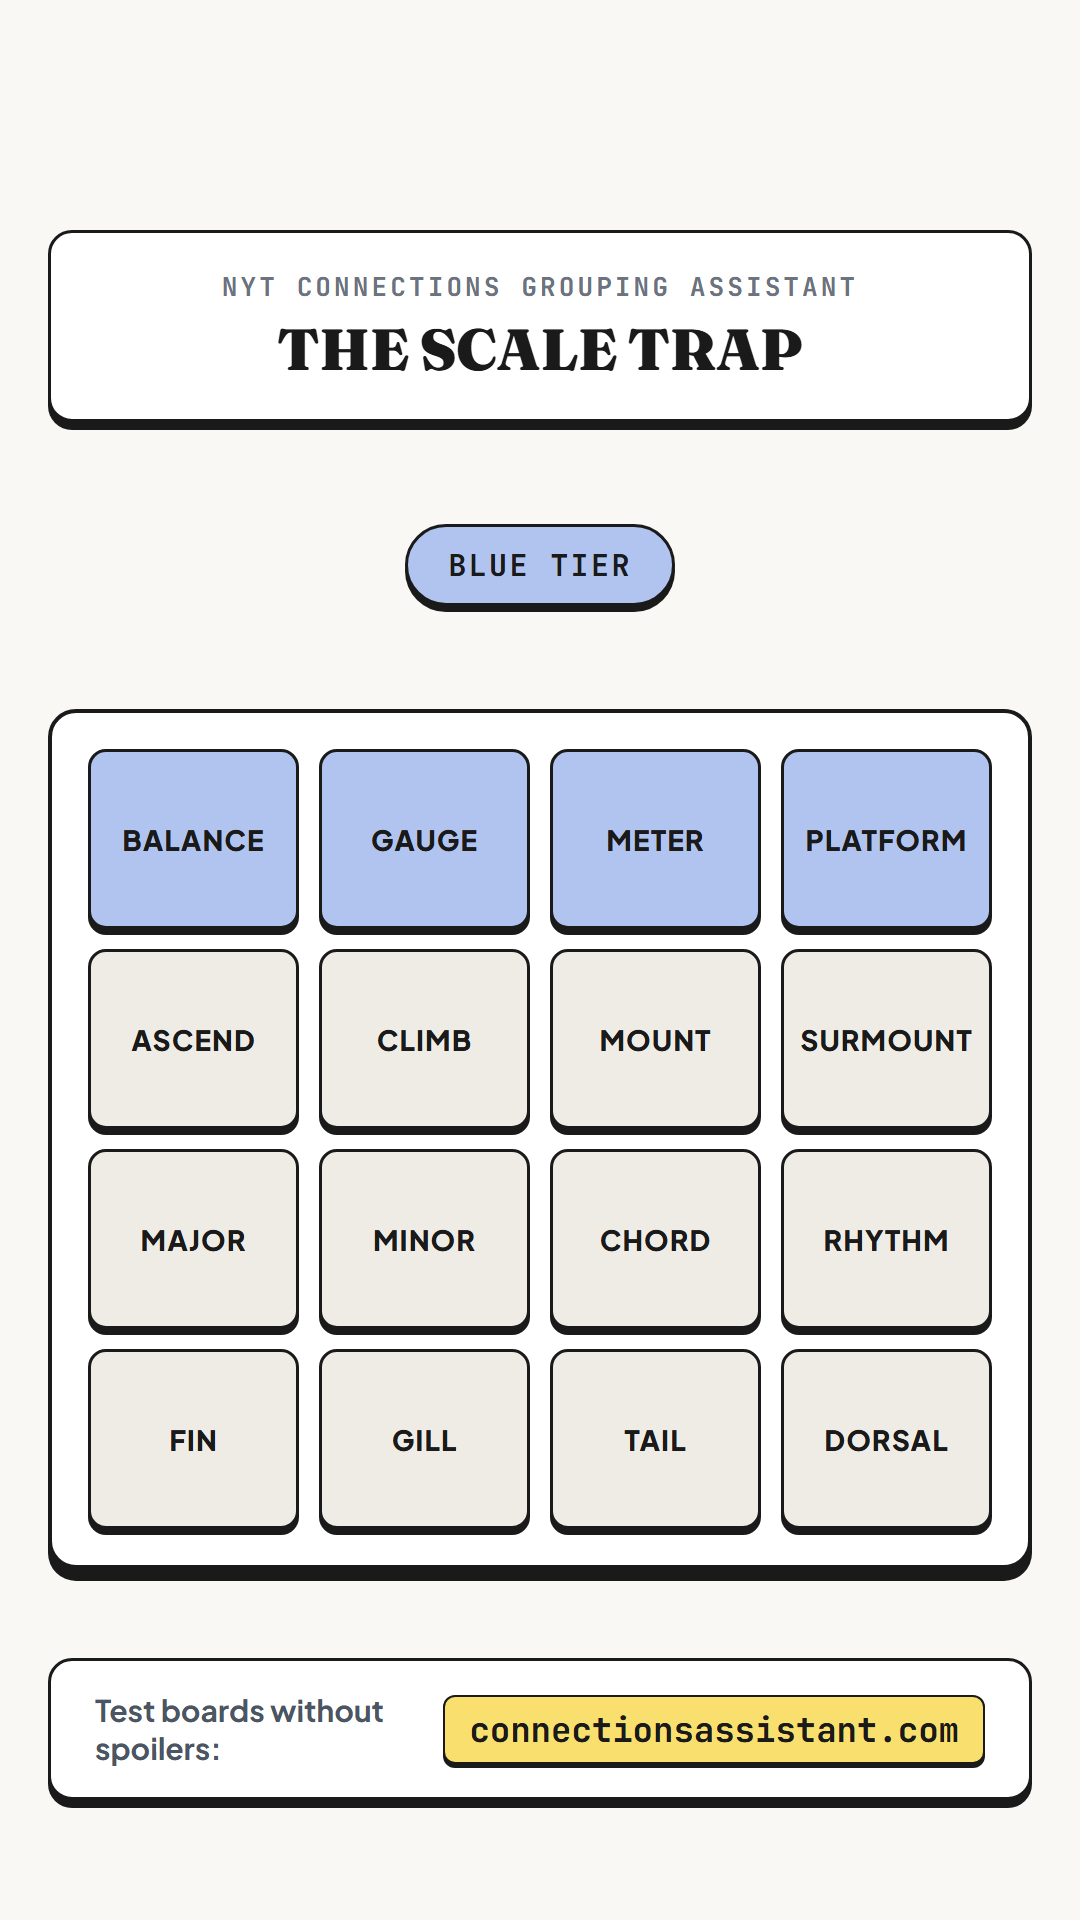 NYT CONNECTIONS GROUPING ASSISTANT
THE SCALE TRAP
BLUE TIER
BALANCE GAUGE METER PLATFORM
ASCEND CLIMB MOUNT SURMOUNT
MAJOR MINOR CHORD RHYTHM
FIN GILL TAIL DORSAL
Test boards without
spoilers:
connectionsassistant.com